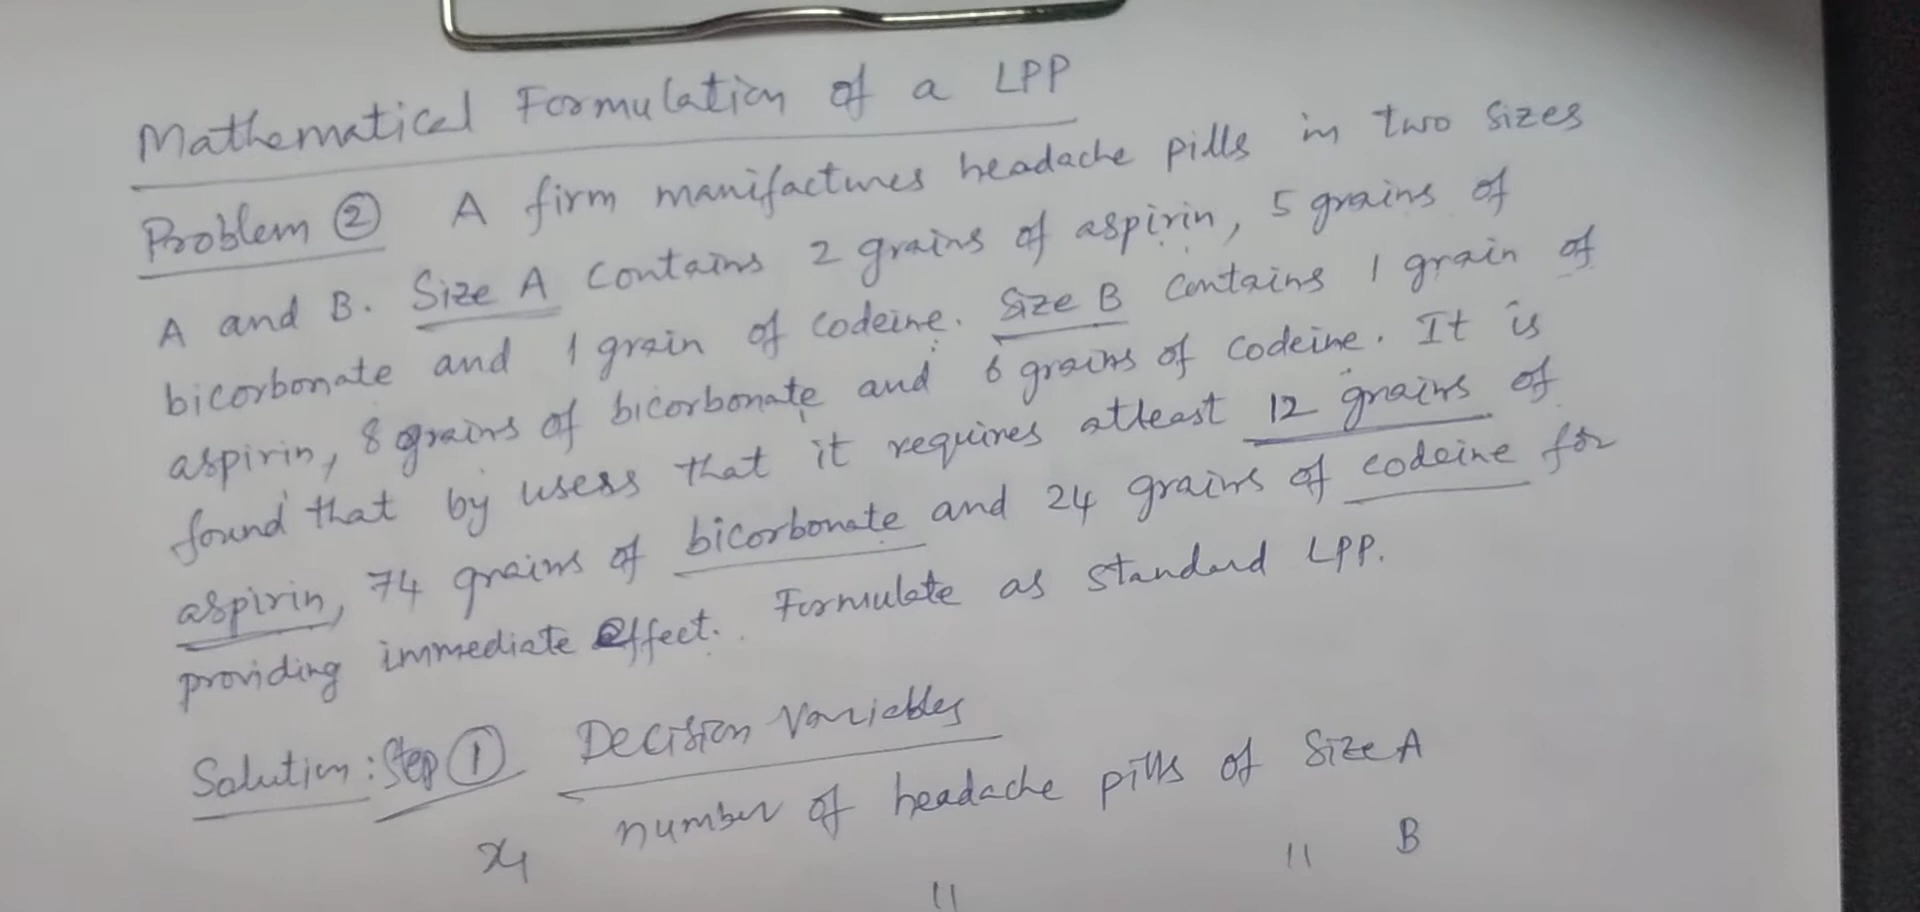 Mathematical Formulation of a LPP
Problem ② A firm manifactures headache pills in two sizes
A and B. Size A contains 2 grains of aspirin, 5 grains of
bicorbonate and 1 grain of codeine. Size B contains 1 grain of
aspirin, 8 grains of bicorbonate and 6 grains of codeine. It is
found that by usess that it requires atleast 12 grains of
aspirin, 74 grains of bicorbonate and 24 grains of codeine for
providing immediate effect. Formulate as standard LPP.
Solution: Step ① Decision Variables
x₁ number of headache pills of Size A
11 11 B